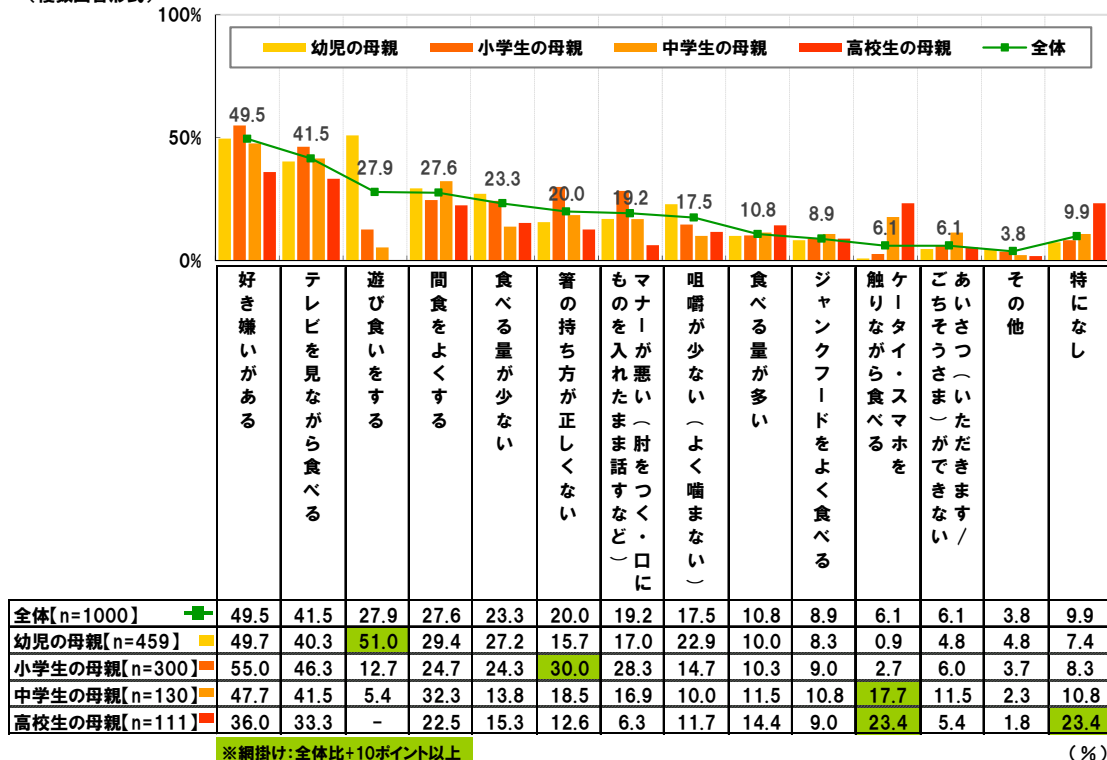 100%
幼児の母親 小学生の母親 中学生の母親 高校生の母親 全体
50%
0%
49.5 41.5 27.9 27.6 23.3 20.0 19.2 17.5 10.8 8.9 6.1 6.1 3.8 9.9
好き嫌いがある
テレビを見ながら食べる
遊び食いをする
間食をよくする
食べる量が少ない
箸の持ち方が正しくない
マナーが悪い(肘をつく・口に
ものを入れたまま話すなど)
咀嚼が少ない(よく噛まない)
食べる量が多い
ジャンクフードをよく食べる
ケータイ・スマホを
触りながら食べる
あいさつ(いただきます/
ごちそうさま)ができない
その他
特になし
全体【n=1000】 49.5 41.5 27.9 27.6 23.3 20.0 19.2 17.5 10.8 8.9 6.1 6.1 3.8 9.9
幼児の母親【n=459】 49.7 40.3 51.0 29.4 27.2 15.7 17.0 22.9 10.0 8.3 0.9 4.8 4.8 7.4
小学生の母親【n=300】 55.0 46.3 12.7 24.7 24.3 30.0 28.3 14.7 10.3 9.0 2.7 6.0 3.7 8.3
中学生の母親【n=130】 47.7 41.5 5.4 32.3 13.8 18.5 16.9 10.0 11.5 10.8 17.7 11.5 2.3 10.8
高校生の母親【n=111】 36.0 33.3 - 22.5 15.3 12.6 6.3 11.7 14.4 9.0 23.4 5.4 1.8 23.4
※網掛け:全体比+10ポイント以上
(%)